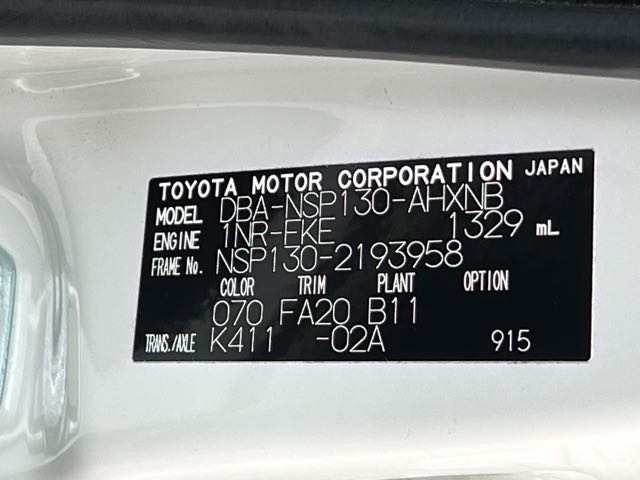 TOYOTA MOTOR CORPORATION JAPAN
MODEL DBA-NSP130-AHXNB
ENGINE 1NR-FKE 1329 mL
FRAME No. NSP130-2193958
COLOR TRIM PLANT OPTION
070 FA20 B11
TRANS./AXLE K411 -02A 915